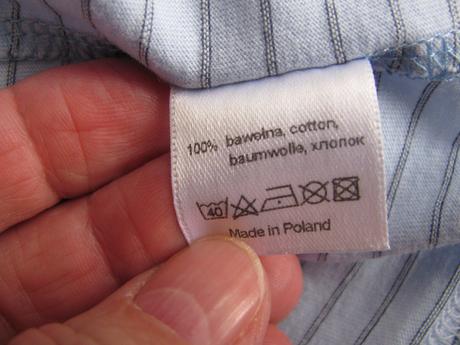 100% bawełna, cotton,
baumwolle, хлопок
40
Made in Poland